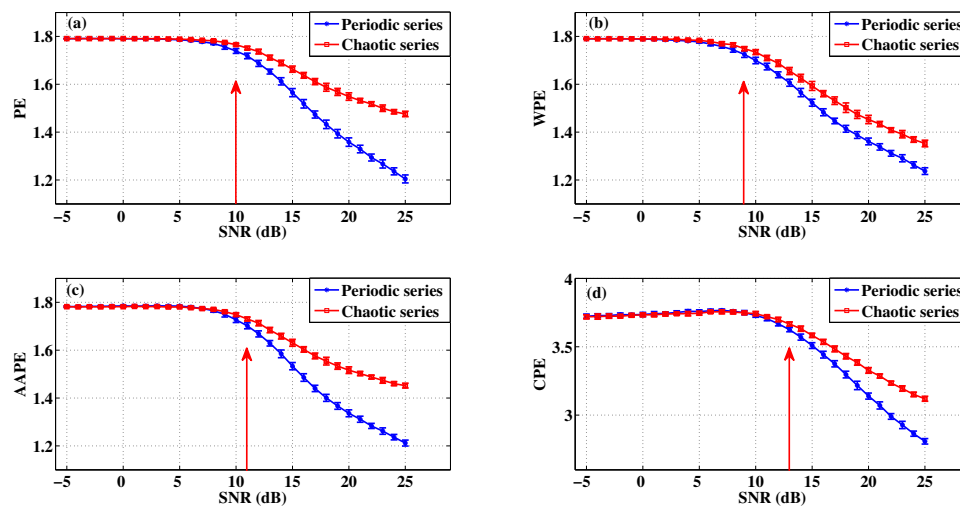 (a)
Periodic series
Chaotic series
1.8
1.6
1.4
1.2
PE
−5 0 5 10 15 20 25
SNR (dB)
(b)
Periodic series
Chaotic series
1.8
1.6
1.4
1.2
WPE
−5 0 5 10 15 20 25
SNR (dB)
(c)
Periodic series
Chaotic series
1.8
1.6
1.4
1.2
AAPE
−5 0 5 10 15 20 25
SNR (dB)
(d)
Periodic series
Chaotic series
4
3.5
3
CPE
−5 0 5 10 15 20 25
SNR (dB)